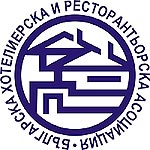 БЪЛГАРСКА ХОТЕЛИЕРСКА И РЕСТОРАНТЬОРСКА АСОЦИАЦИЯ